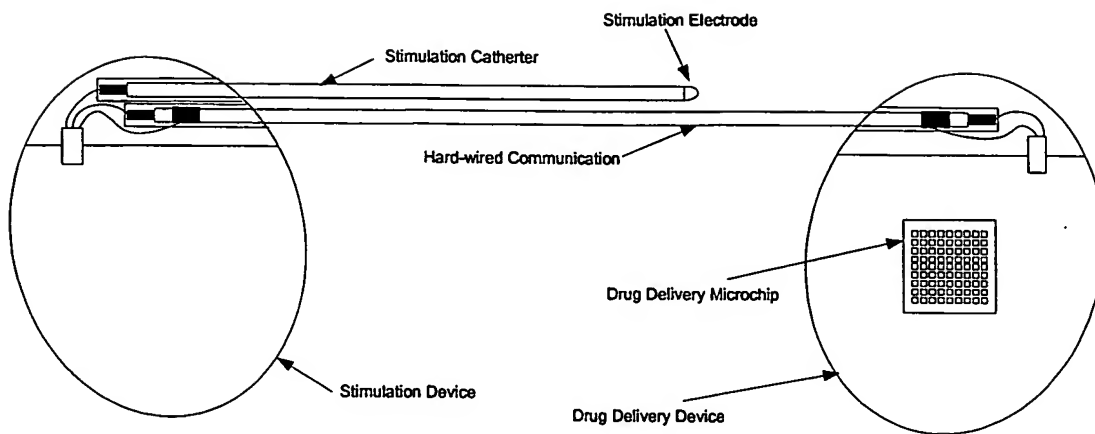 Stimulation Electrode
Stimulation Catherter
Hard-wired Communication
Drug Delivery Microchip
Stimulation Device
Drug Delivery Device